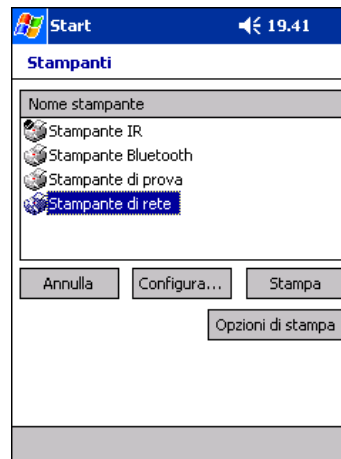 Start 19.41
Stampanti
Nome stampante
Stampante IR
Stampante Bluetooth
Stampante di prova
Stampante di rete
Annulla Configura... Stampa
Opzioni di stampa